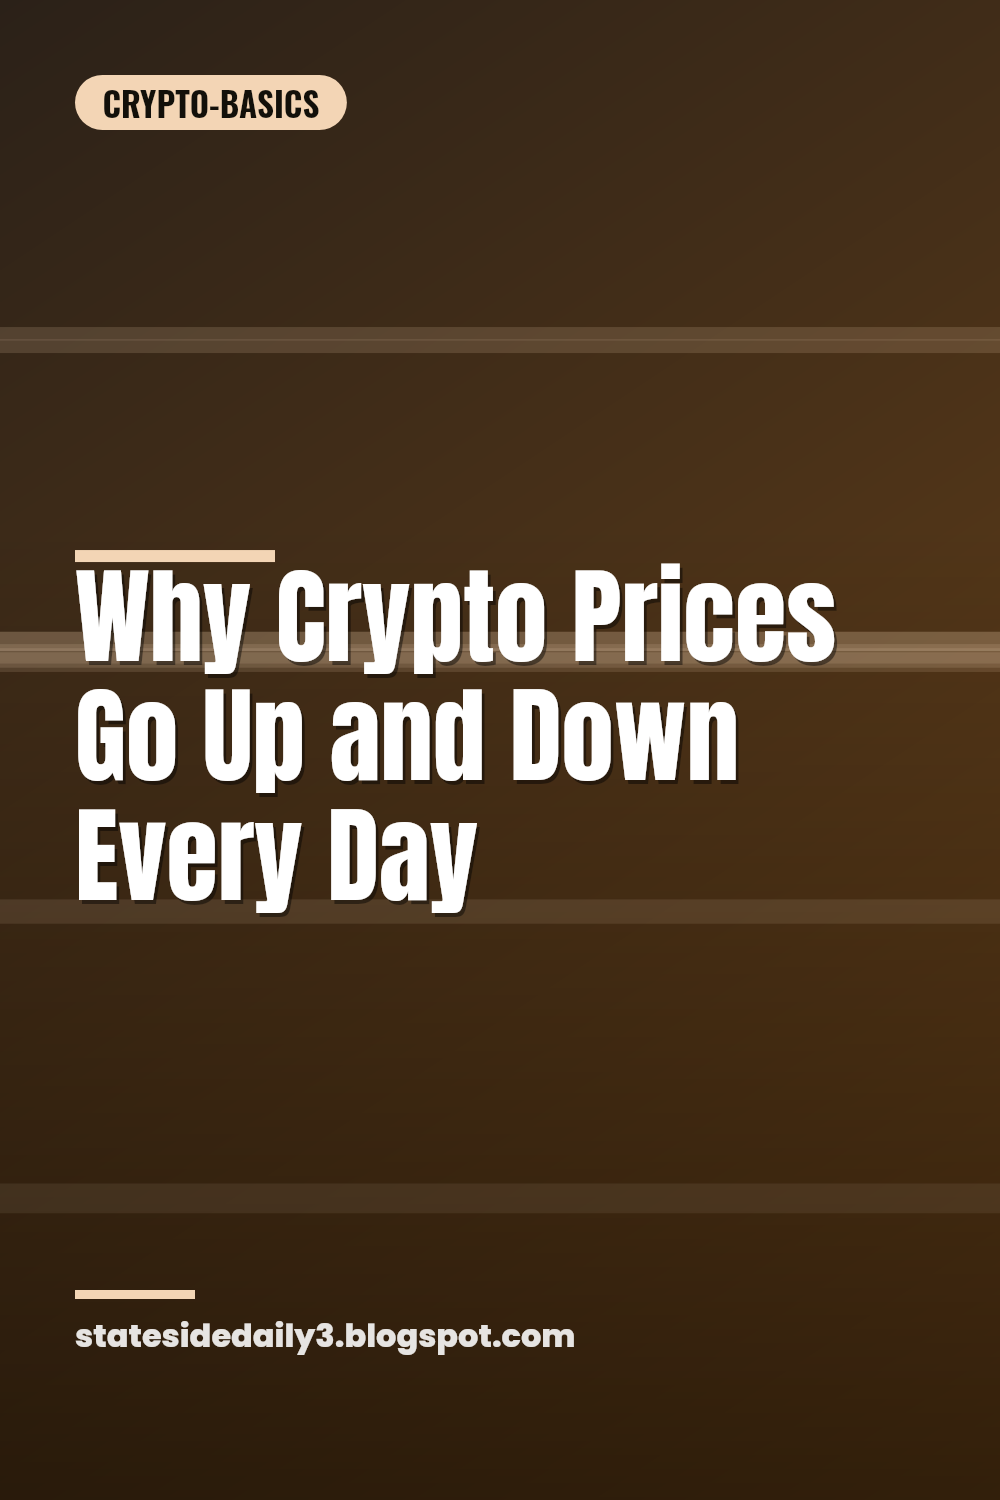 CRYPTO-BASICS
Why Crypto Prices
Go Up and Down
Every Day
statesidedaily3.blogspot.com